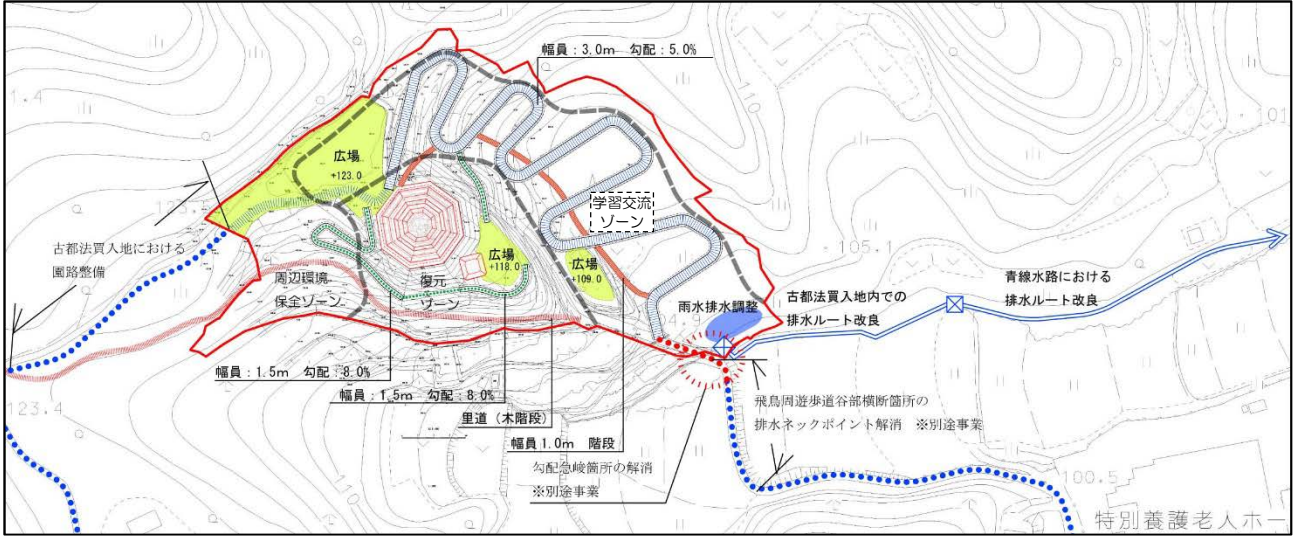 幅員：3.0m 勾配：5.0%
広場
+123.0
学習交流
ゾーン
古都法買入地における
園路整備
広場
+118.0
広場
+109.0
105.1
周辺環境
保全ゾーン
復元
ゾーン
雨水排水調整
古都法買入地内での
排水ルート改良
青線水路における
排水ルート改良
幅員：1.5m 勾配：8.0%
幅員：1.5m 勾配：8.0%
里道（木階段）
幅員1.0m 階段
勾配急峻箇所の解消
※別途事業
飛鳥周遊歩道谷部横断箇所の
排水ネックポイント解消 ※別途事業
123.4
100.5
特別養護老人ホー